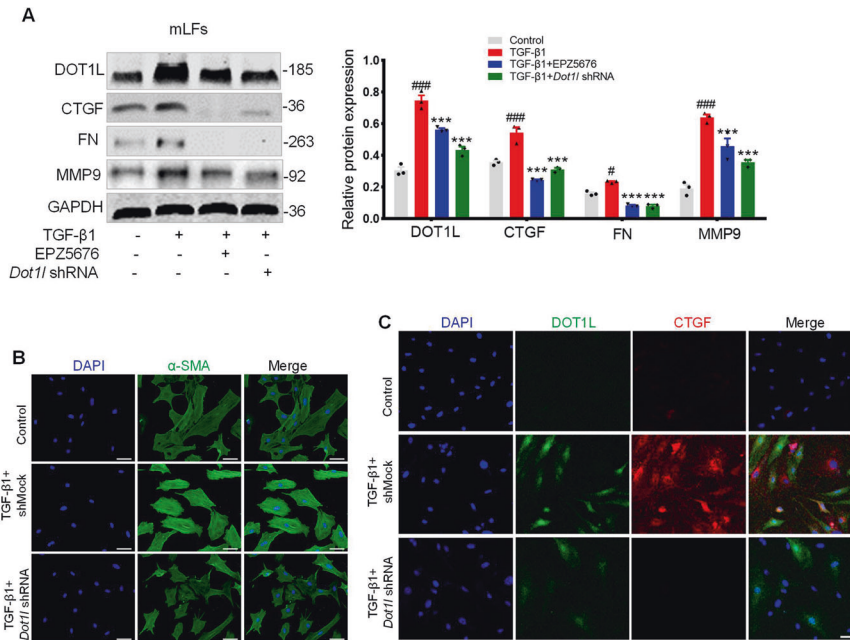 A
mLFs
DOT1L
-185
CTGF
-36
FN
-263
MMP9
-92
GAPDH
-36
TGF-β1 - + + +
EPZ5676 - - + -
Dot1l shRNA - - - +
Control
TGF-β1
TGF-β1+EPZ5676
TGF-β1+Dot1l shRNA
Relative protein expression
1.0
0.8
0.6
0.4
0.2
0.0
### *** ***
### *** ***
# *** ***
### *** ***
DOT1L CTGF FN MMP9
B
DAPI α-SMA Merge
Control
TGF-β1+
shMock
TGF-β1+
Dot1l shRNA
C
DAPI DOT1L CTGF Merge
Control
TGF-β1+
shMock
TGF-β1+
Dot1l shRNA